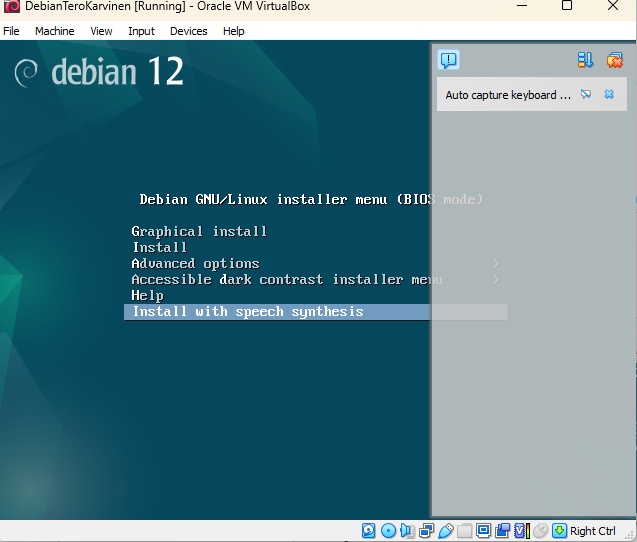 DebianTeroKarvinen [Running] - Oracle VM VirtualBox
File Machine View Input Devices Help
debian 12
Auto capture keyboard ...
Debian GNU/Linux installer menu (BIOS mode)
Graphical install
Install
Advanced options >
Accessible dark contrast installer menu >
Help
Install with speech synthesis
Right Ctrl